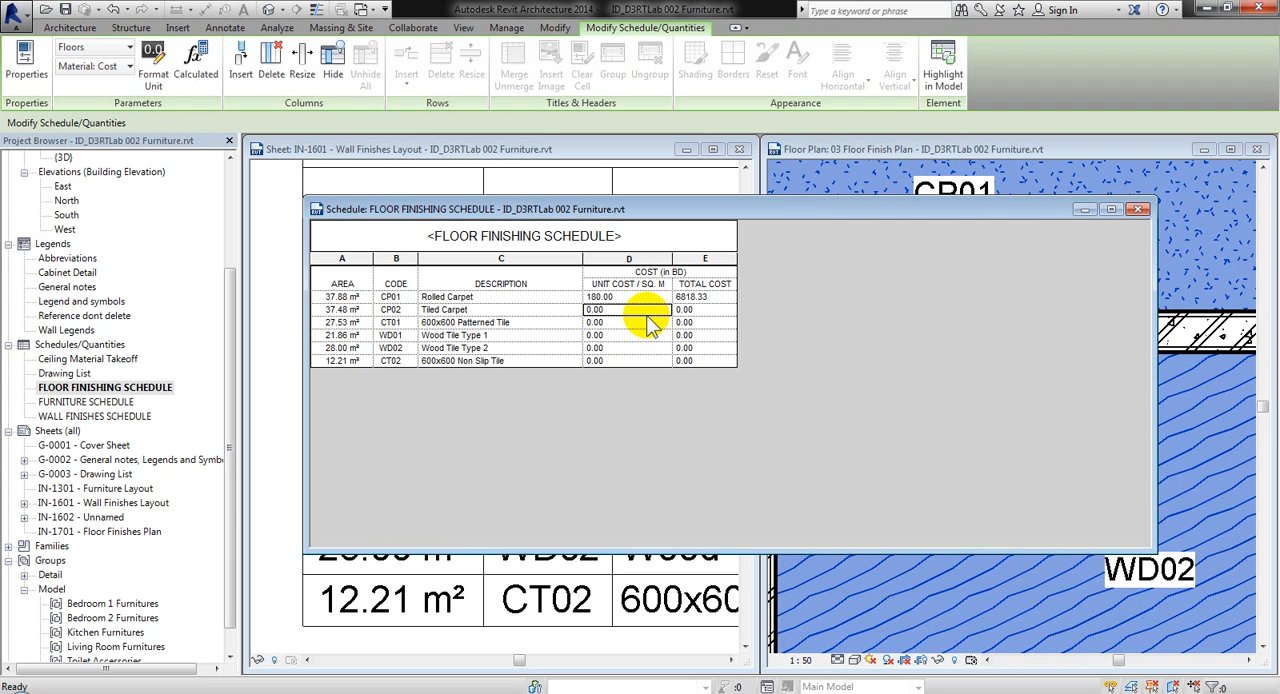 Autodesk Revit Architecture 2014 - ID_D3RTLab 002 Furniture.rvt
Type a keyword or phrase
Sign In
Architecture Structure Insert Annotate Analyze Massing & Site Collaborate View Manage Modify Modify Schedule/Quantities
Properties
Floors
Material: Cost
Format Unit
Calculated
Insert Delete Resize Hide Unhide All
Insert Delete Resize
Merge Unmerge
Insert Image
Clear Cell
Group Ungroup
Shading Borders Reset Font
Align Horizontal
Align Vertical
Highlight in Model
Properties Parameters Columns Rows Titles & Headers Appearance Element
Modify Schedule/Quantities
Project Browser - ID_D3RTLab 002 Furniture.rvt
{3D}
Elevations (Building Elevation)
East
North
South
West
Legends
Abbreviations
Cabinet Detail
General notes
Legend and symbols
Reference dont delete
Wall Legends
Schedules/Quantities
Ceiling Material Takeoff
Drawing List
FLOOR FINISHING SCHEDULE
FURNITURE SCHEDULE
WALL FINISHES SCHEDULE
Sheets (all)
G-0001 - Cover Sheet
G-0002 - General notes, Legends and Symbo
G-0003 - Drawing List
IN-1301 - Furniture Layout
IN-1601 - Wall Finishes Layout
IN-1602 - Unnamed
IN-1701 - Floor Finishes Plan
Families
Groups
Detail
Model
Bedroom 1 Furnitures
Bedroom 2 Furnitures
Kitchen Furnitures
Living Room Furnitures
Toilet Accessories
Sheet: IN-1601 - Wall Finishes Layout - ID_D3RTLab 002 Furniture.rvt
Floor Plan: 03 Floor Finish Plan - ID_D3RTLab 002 Furniture.rvt
CP01
Schedule: FLOOR FINISHING SCHEDULE - ID_D3RTLab 002 Furniture.rvt
<FLOOR FINISHING SCHEDULE>
A B C D E
COST (in BD)
AREA CODE DESCRIPTION UNIT COST / SQ. M TOTAL COST
37.88 m² CP01 Rolled Carpet 180.00 6818.33
37.48 m² CP02 Tiled Carpet 0.00 0.00
27.53 m² CT01 600x600 Patterned Tile 0.00 0.00
21.86 m² WD01 Wood Tile Type 1 0.00 0.00
28.00 m² WD02 Wood Tile Type 2 0.00 0.00
12.21 m² CT02 600x600 Non Slip Tile 0.00 0.00
WD02
12.21 m² CT02 600x60
1 : 50
Ready
:0
Main Model
:0